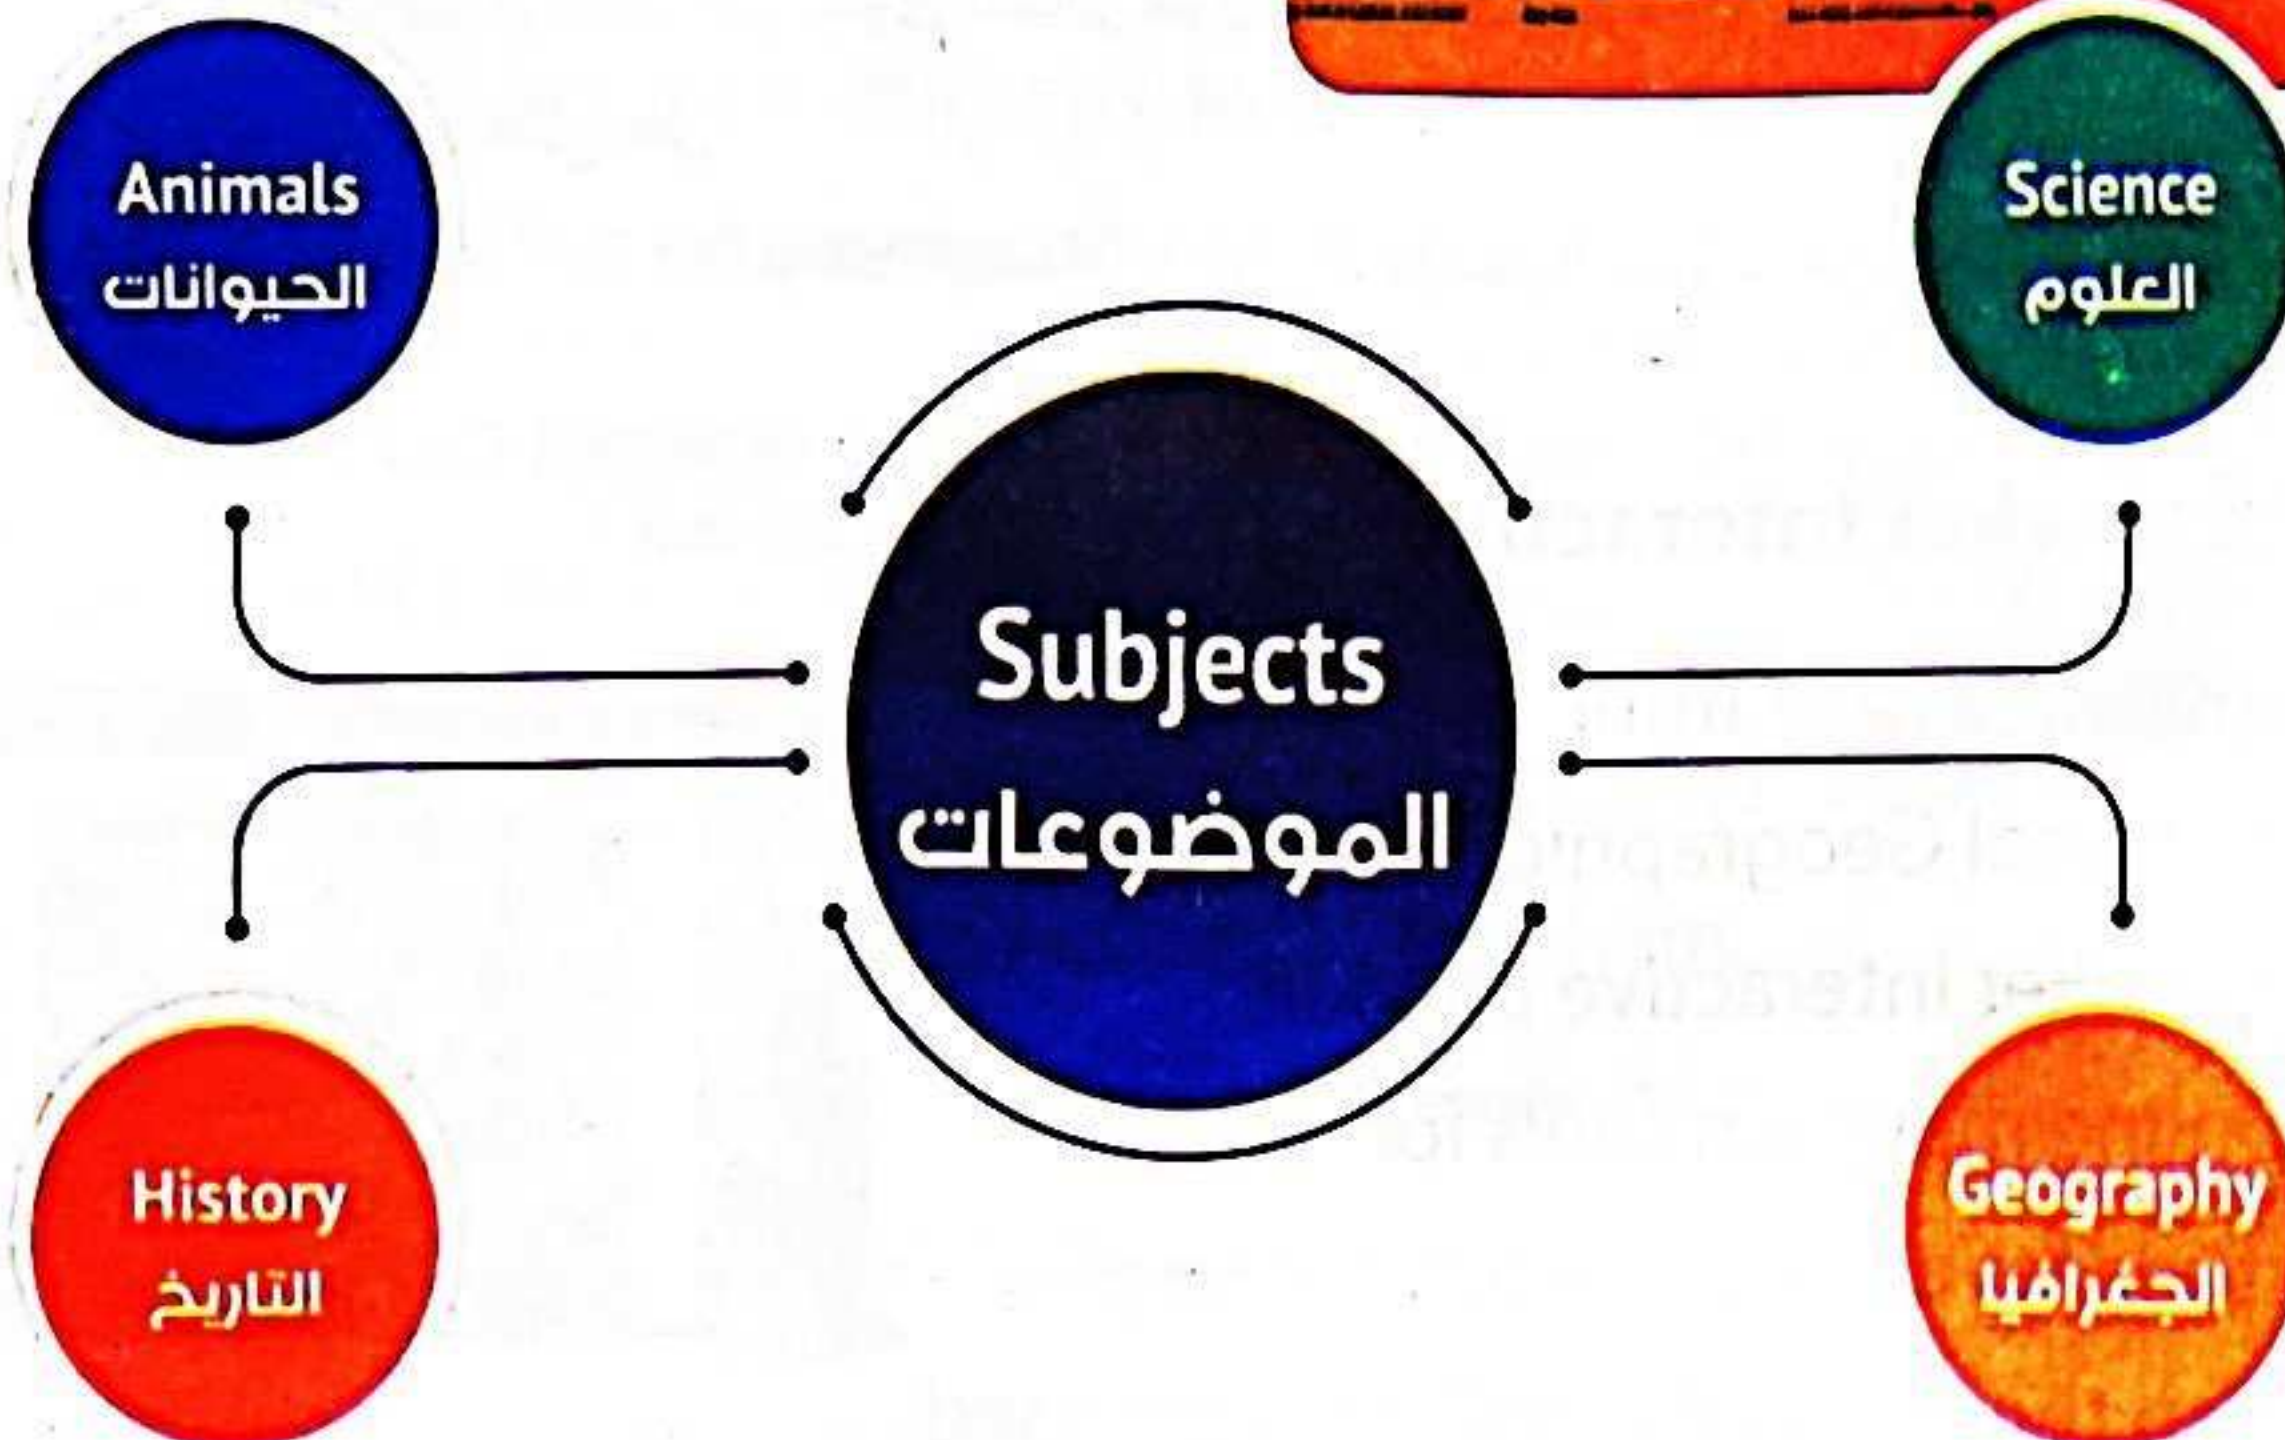 Animals
الحيوانات
Science
العلوم
Subjects
الموضوعات
History
التاريخ
Geography
الجغرافيا